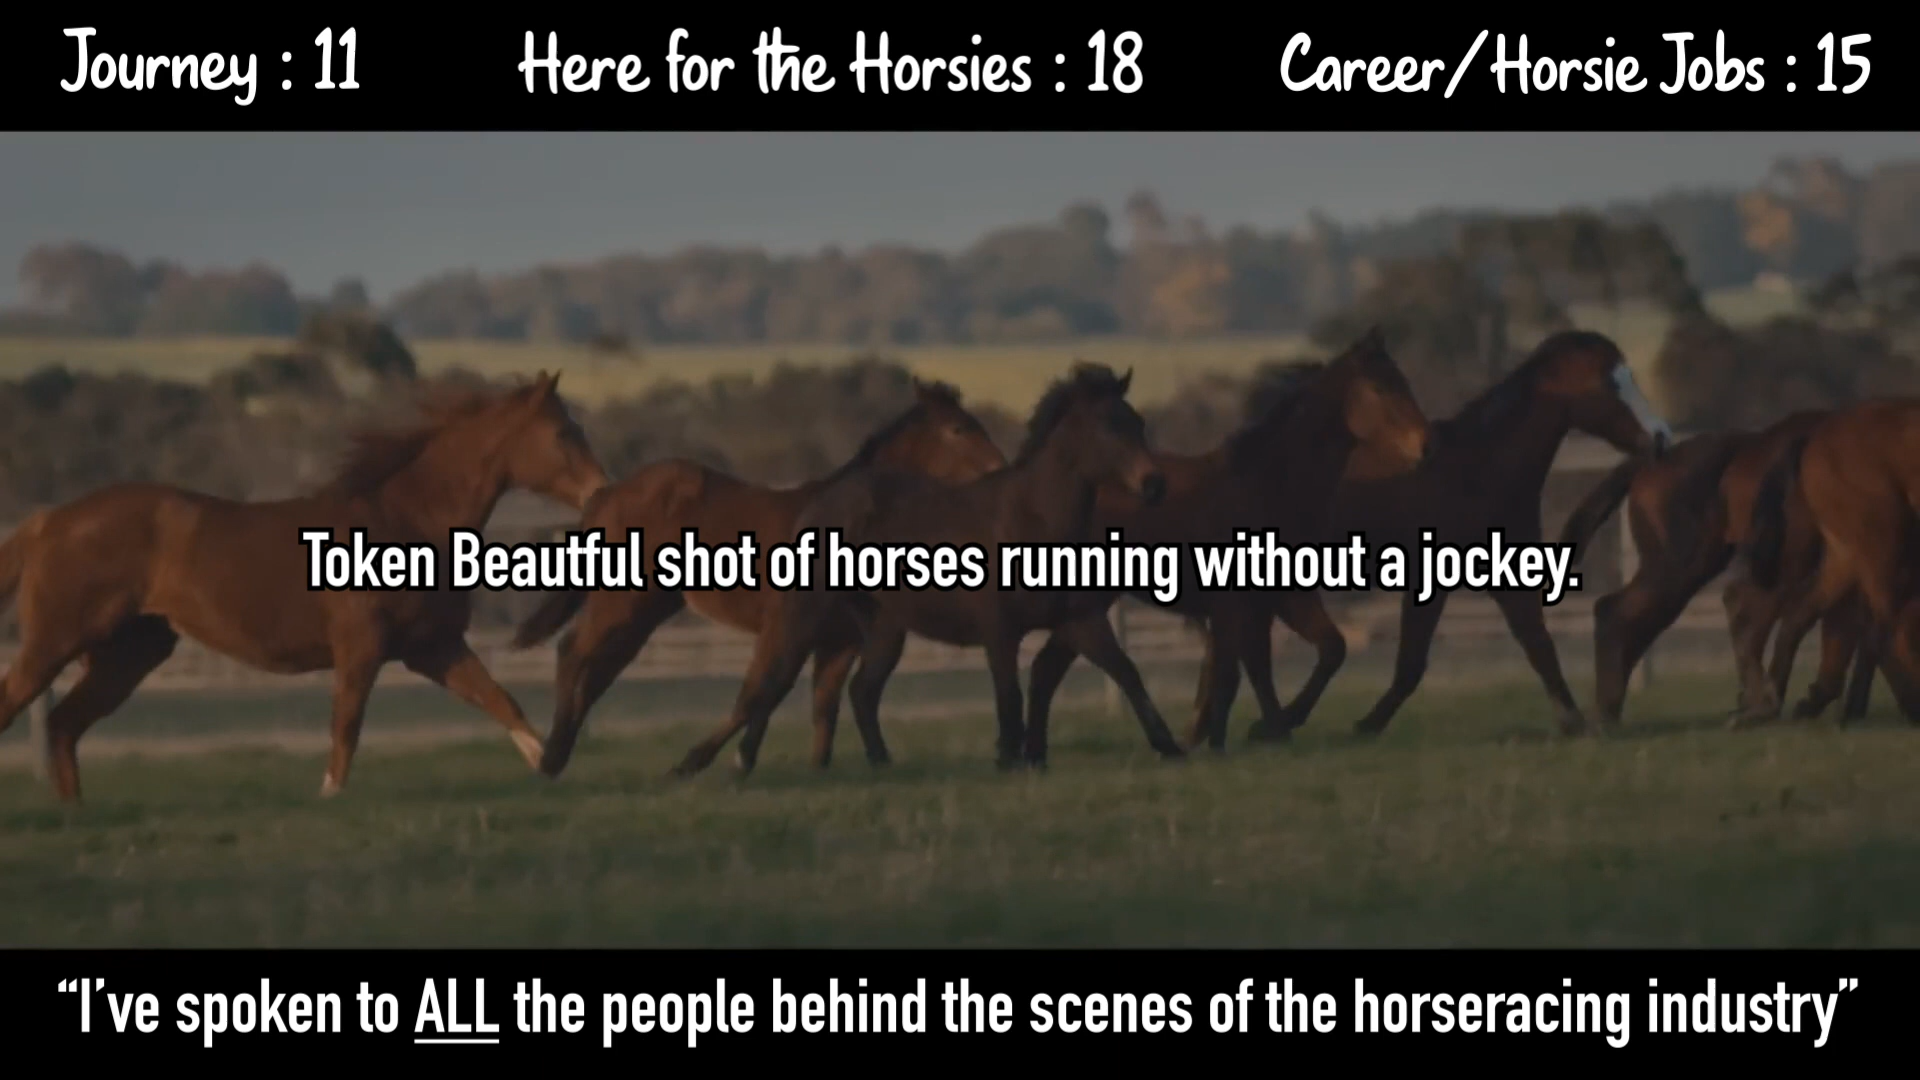 Journey : 11
Here for the Horsies : 18
Career/Horsie Jobs : 15
Token Beautful shot of horses running without a jockey.
“I’ve spoken to ALL the people behind the scenes of the horseracing industry”